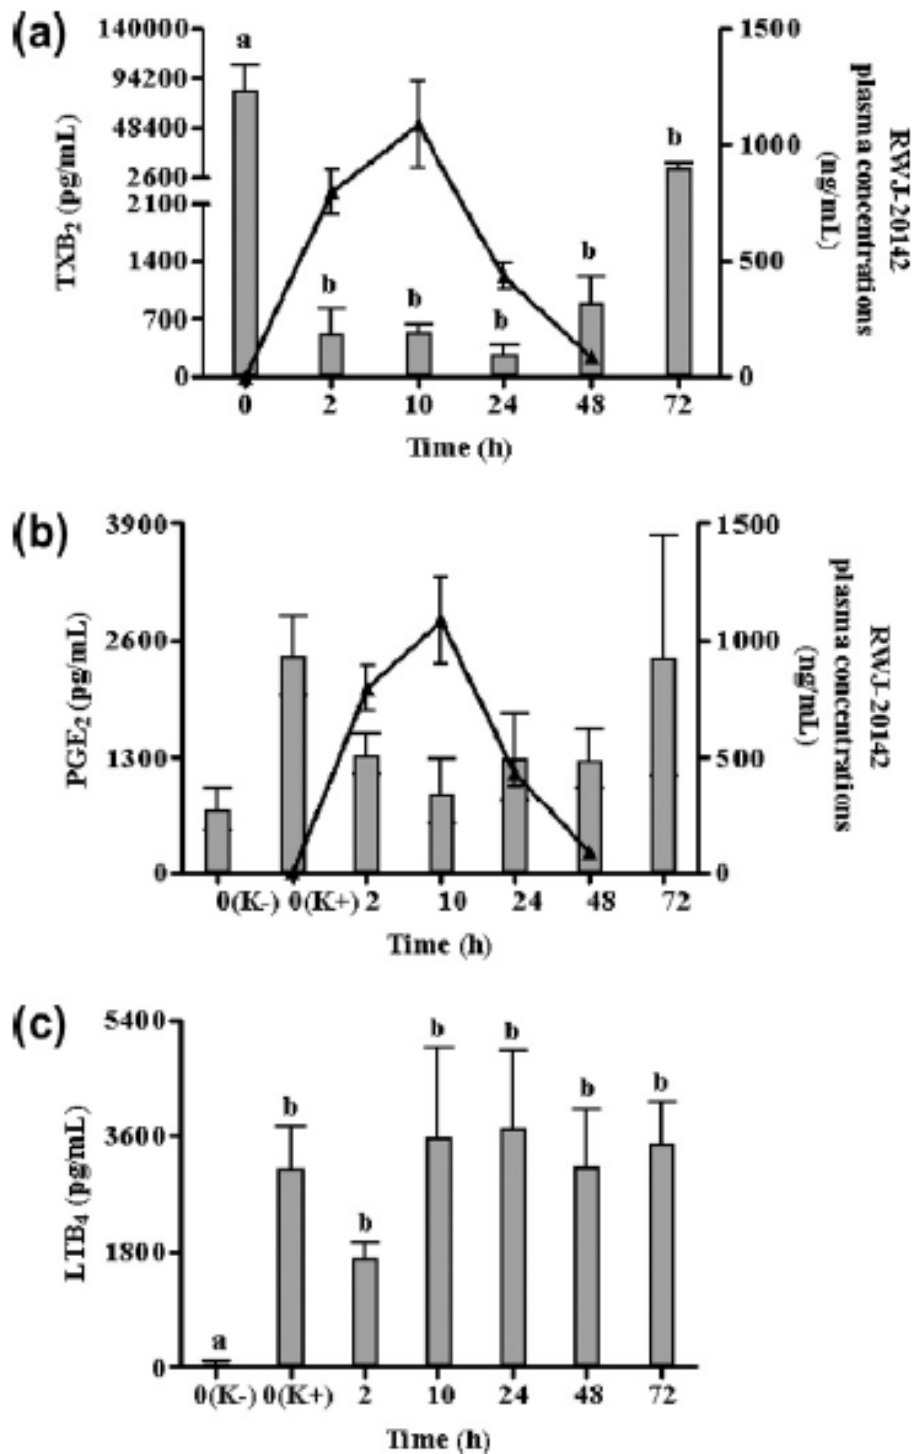 (a)
TXB2 (pg/mL)
140000
94200
48400
2600
2100
1400
700
0
a
b
b
b
b
b
1500
1000
500
0
RWJ-20142
plasma concentrations
(ng/mL)
0 2 10 24 48 72
Time (h)
(b)
PGE2 (pg/mL)
3900
2600
1300
0
1500
1000
500
0
RWJ-20142
plasma concentrations
(ng/mL)
0(K-) 0(K+) 2 10 24 48 72
Time (h)
(c)
LTB4 (pg/mL)
5400
3600
1800
0
a
b
b
b
b
b
b
0(K-) 0(K+) 2 10 24 48 72
Time (h)